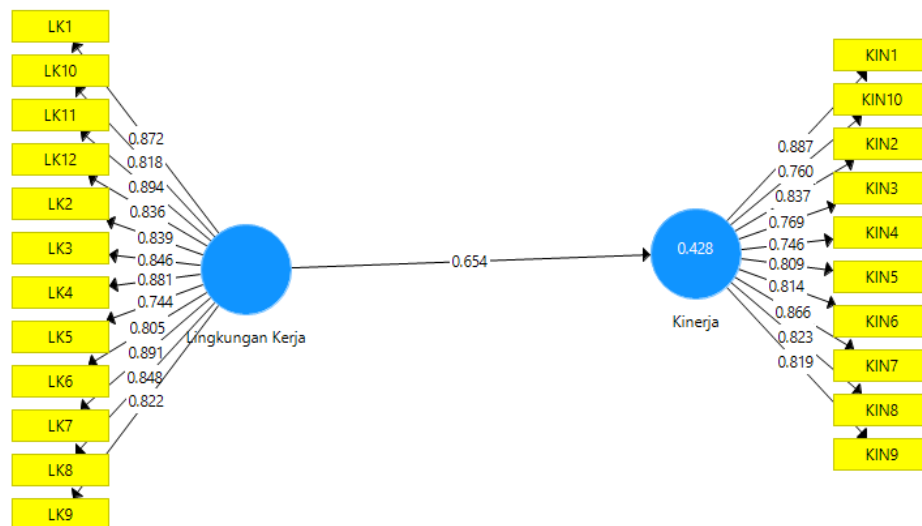 LK1
LK10
LK11
LK12
LK2
LK3
LK4
LK5
LK6
LK7
LK8
LK9
0.872
0.818
0.894
0.836
0.839
0.846
0.881
0.744
0.805
0.891
0.848
0.822
Lingkungan Kerja
0.654
0.428
Kinerja
0.887
0.760
0.837
0.769
0.746
0.809
0.814
0.866
0.823
0.819
KIN1
KIN10
KIN2
KIN3
KIN4
KIN5
KIN6
KIN7
KIN8
KIN9